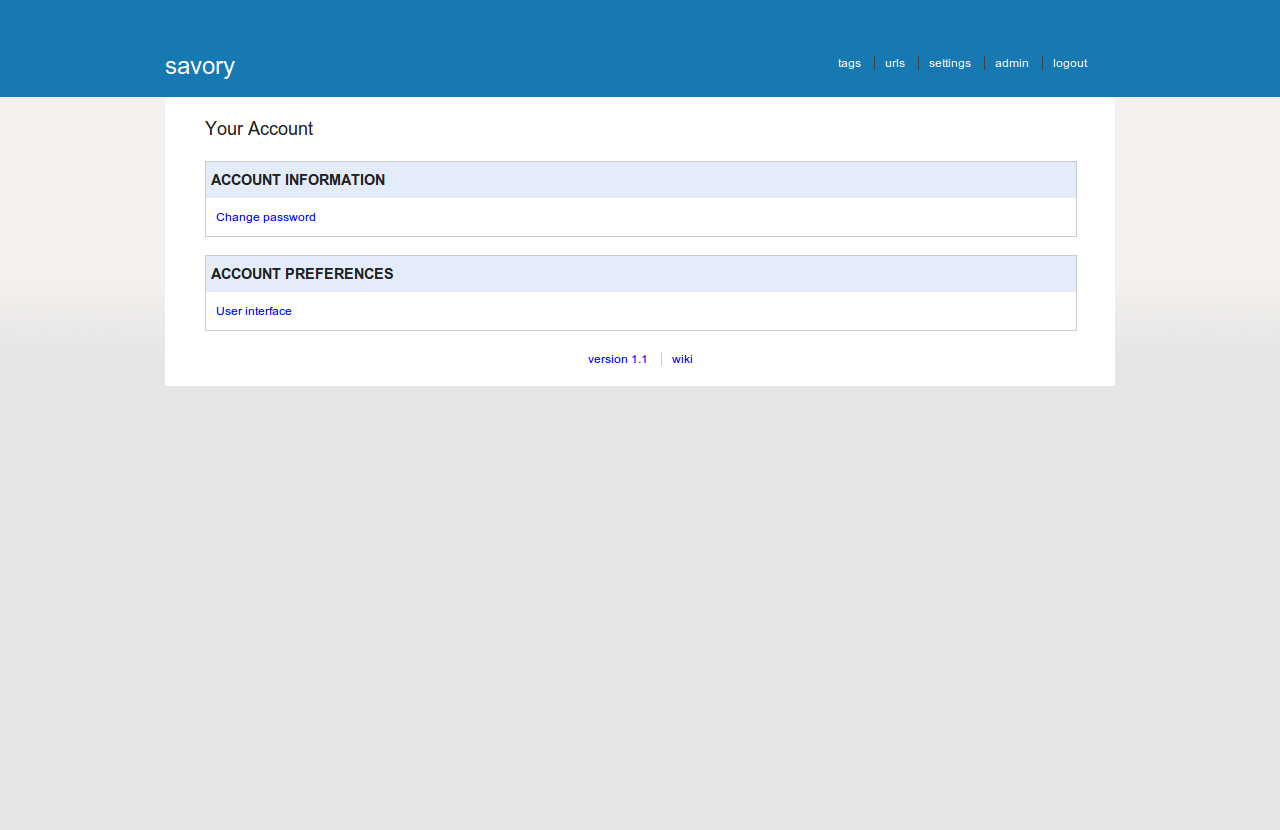 savory
tags urls settings admin logout
Your Account
ACCOUNT INFORMATION
Change password
ACCOUNT PREFERENCES
User interface
version 1.1 wiki